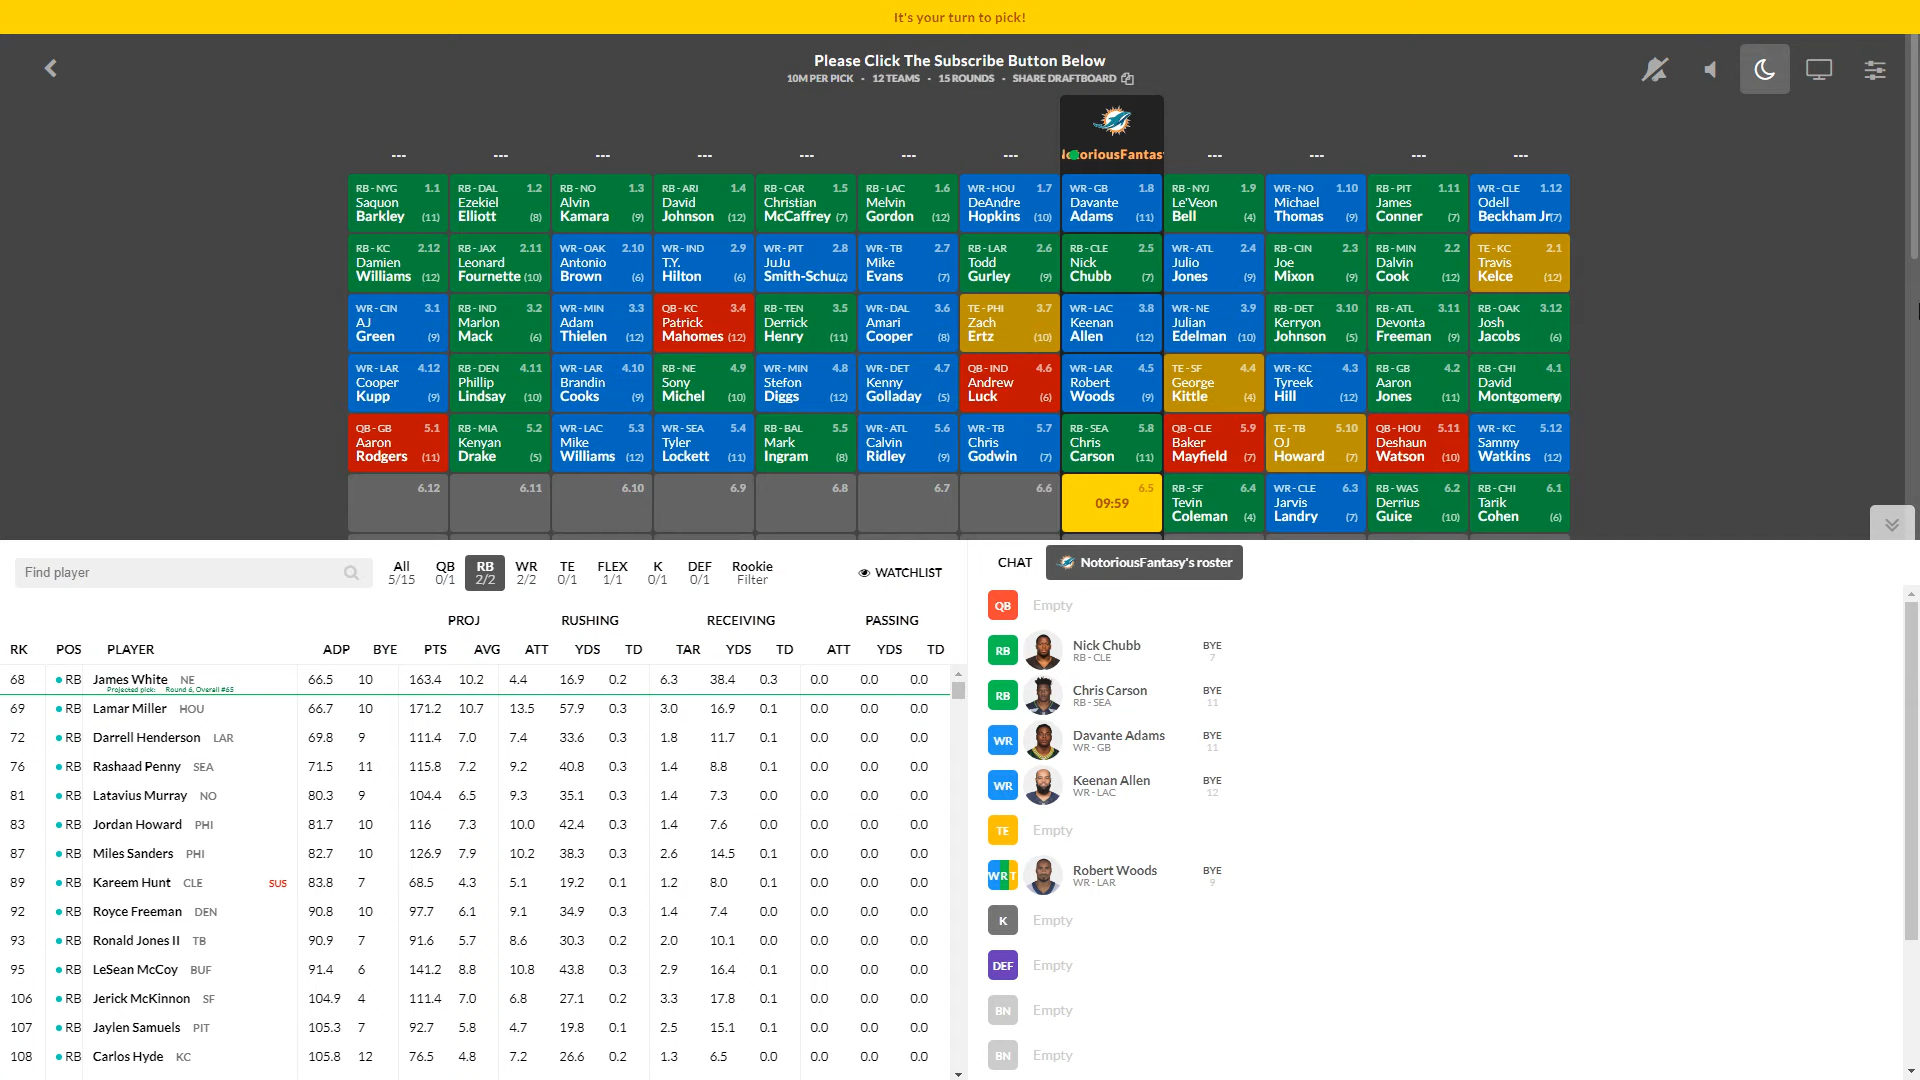 It's your turn to pick!
Please Click The Subscribe Button Below
10M PER PICK - 12 TEAMS - 15 ROUNDS - SHARE DRAFTBOARD
--- --- --- --- --- --- --- NotoriousFantas --- --- --- ---
RB - NYG 1.1 RB - DAL 1.2 RB - NO 1.3 RB - ARI 1.4 RB - CAR 1.5 RB - LAC 1.6 WR - HOU 1.7 WR - GB 1.8 RB - NYJ 1.9 WR - NO 1.10 RB - PIT 1.11 WR - CLE 1.12
Saquon Ezekiel Alvin David Christian Melvin DeAndre Davante Le'Veon Michael James Odell
Barkley (11) Elliott (8) Kamara (9) Johnson (12) McCaffrey (7) Gordon (12) Hopkins (10) Adams (11) Bell (4) Thomas (9) Conner (7) Beckham Jr (7)
RB - KC 2.12 RB - JAX 2.11 WR - OAK 2.10 WR - IND 2.9 WR - PIT 2.8 WR - TB 2.7 RB - LAR 2.6 RB - CLE 2.5 WR - ATL 2.4 RB - CIN 2.3 RB - MIN 2.2 TE - KC 2.1
Damien Leonard Antonio T.Y. JuJu Mike Todd Nick Julio Joe Dalvin Travis
Williams (12) Fournette (10) Brown (6) Hilton (6) Smith-Schu... (7) Evans (7) Gurley (9) Chubb (7) Jones (9) Mixon (9) Cook (12) Kelce (12)
WR - CIN 3.1 RB - IND 3.2 WR - MIN 3.3 QB - KC 3.4 RB - TEN 3.5 WR - DAL 3.6 TE - PHI 3.7 WR - LAC 3.8 WR - NE 3.9 RB - DET 3.10 RB - ATL 3.11 RB - OAK 3.12
AJ Marlon Adam Patrick Derrick Amari Zach Keenan Julian Kerryon Devonta Josh
Green (9) Mack (6) Thielen (12) Mahomes (12) Henry (11) Cooper (8) Ertz (10) Allen (12) Edelman (10) Johnson (5) Freeman (9) Jacobs (6)
WR - LAR 4.12 RB - DEN 4.11 WR - LAR 4.10 RB - NE 4.9 WR - MIN 4.8 WR - DET 4.7 QB - IND 4.6 WR - LAR 4.5 TE - SF 4.4 WR - KC 4.3 RB - GB 4.2 RB - CHI 4.1
Cooper Phillip Brandin Sony Stefon Kenny Andrew Robert George Tyreek Aaron David
Kupp (9) Lindsay (10) Cooks (9) Michel (10) Diggs (12) Golladay (5) Luck (6) Woods (9) Kittle (4) Hill (12) Jones (11) Montgomery
QB - GB 5.1 RB - MIA 5.2 WR - LAC 5.3 WR - SEA 5.4 RB - BAL 5.5 WR - ATL 5.6 WR - TB 5.7 RB - SEA 5.8 QB - CLE 5.9 TE - TB 5.10 QB - HOU 5.11 WR - KC 5.12
Aaron Kenyan Mike Tyler Mark Calvin Chris Chris Baker OJ Deshaun Sammy
Rodgers (11) Drake (5) Williams (12) Lockett (11) Ingram (8) Ridley (9) Godwin (7) Carson (11) Mayfield (7) Howard (7) Watson (10) Watkins (12)
6.12 6.11 6.10 6.9 6.8 6.7 6.6 6.5 RB - SF 6.4 WR - CLE 6.3 RB - WAS 6.2 RB - CHI 6.1
09:59 Tevin Jarvis Derrius Tarik
Coleman (4) Landry (7) Guice (10) Cohen (6)
Find player
All QB RB WR TE FLEX K DEF Rookie
5/15 0/1 2/2 2/2 0/1 1/1 0/1 0/1 Filter
WATCHLIST
PROJ RUSHING RECEIVING PASSING
RK POS PLAYER ADP BYE PTS AVG ATT YDS TD TAR YDS TD ATT YDS TD
68 RB James White NE 66.5 10 163.4 10.2 4.4 16.9 0.2 6.3 38.4 0.3 0.0 0.0 0.0
Projected pick: Round 6, Overall #65
69 RB Lamar Miller HOU 66.7 10 171.2 10.7 13.5 57.9 0.3 3.0 16.9 0.1 0.0 0.0 0.0
72 RB Darrell Henderson LAR 69.8 9 111.4 7.0 7.4 33.6 0.3 1.8 11.7 0.1 0.0 0.0 0.0
76 RB Rashaad Penny SEA 71.5 11 115.8 7.2 9.2 40.8 0.3 1.4 8.8 0.1 0.0 0.0 0.0
81 RB Latavius Murray NO 80.3 9 104.4 6.5 9.3 35.1 0.3 1.4 7.3 0.0 0.0 0.0 0.0
83 RB Jordan Howard PHI 81.7 10 116 7.3 10.0 42.4 0.3 1.4 7.6 0.0 0.0 0.0 0.0
87 RB Miles Sanders PHI 82.7 10 126.9 7.9 10.2 38.3 0.3 2.6 14.5 0.1 0.0 0.0 0.0
89 RB Kareem Hunt CLE SUS 83.8 7 68.5 4.3 5.1 19.2 0.1 1.2 8.0 0.1 0.0 0.0 0.0
92 RB Royce Freeman DEN 90.8 10 97.7 6.1 9.1 34.9 0.3 1.4 7.4 0.0 0.0 0.0 0.0
93 RB Ronald Jones II TB 90.9 7 91.6 5.7 8.6 30.3 0.2 2.0 10.1 0.0 0.0 0.0 0.0
95 RB LeSean McCoy BUF 91.4 6 141.2 8.8 10.8 43.8 0.3 2.9 16.4 0.1 0.0 0.0 0.0
106 RB Jerick McKinnon SF 104.9 4 111.4 7.0 6.8 27.1 0.2 3.3 17.8 0.1 0.0 0.0 0.0
107 RB Jaylen Samuels PIT 105.3 7 92.7 5.8 4.7 19.8 0.1 2.5 15.1 0.1 0.0 0.0 0.0
108 RB Carlos Hyde KC 105.8 12 76.5 4.8 7.2 26.6 0.2 1.3 6.5 0.0 0.0 0.0 0.0
CHAT NotoriousFantasy's roster
QB Empty
RB Nick Chubb BYE
RB - CLE 7
RB Chris Carson BYE
RB - SEA 11
WR Davante Adams BYE
WR - GB 11
WR Keenan Allen BYE
WR - LAC 12
TE Empty
WRT Robert Woods BYE
WR - LAR 9
K Empty
DEF Empty
BN Empty
BN Empty